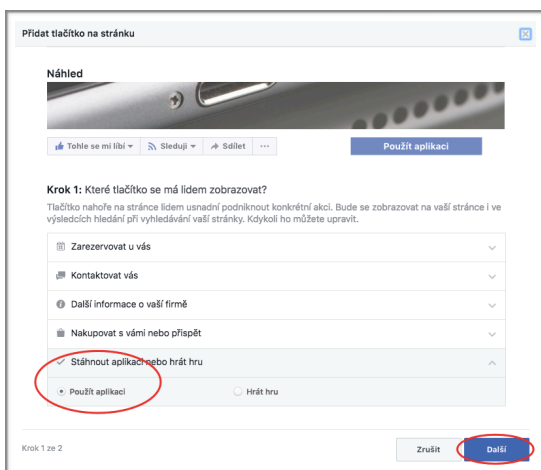 Přidat tlačítko na stránku
Náhled
Tohle se mi líbí Sleduji Sdílet ... Použít aplikaci
Krok 1: Které tlačítko se má lidem zobrazovat?
Tlačítko nahoře na stránce lidem usnadní podniknout konkrétní akci. Bude se zobrazovat na vaší stránce i ve
výsledcích hledání při vyhledávání vaší stránky. Kdykoli ho můžete upravit.
Zarezervovat u vás
Kontaktovat vás
Další informace o vaší firmě
Nakupovat s vámi nebo přispět
Stáhnout aplikaci nebo hrát hru
Použít aplikaci Hrát hru
Krok 1 ze 2 Zrušit Další